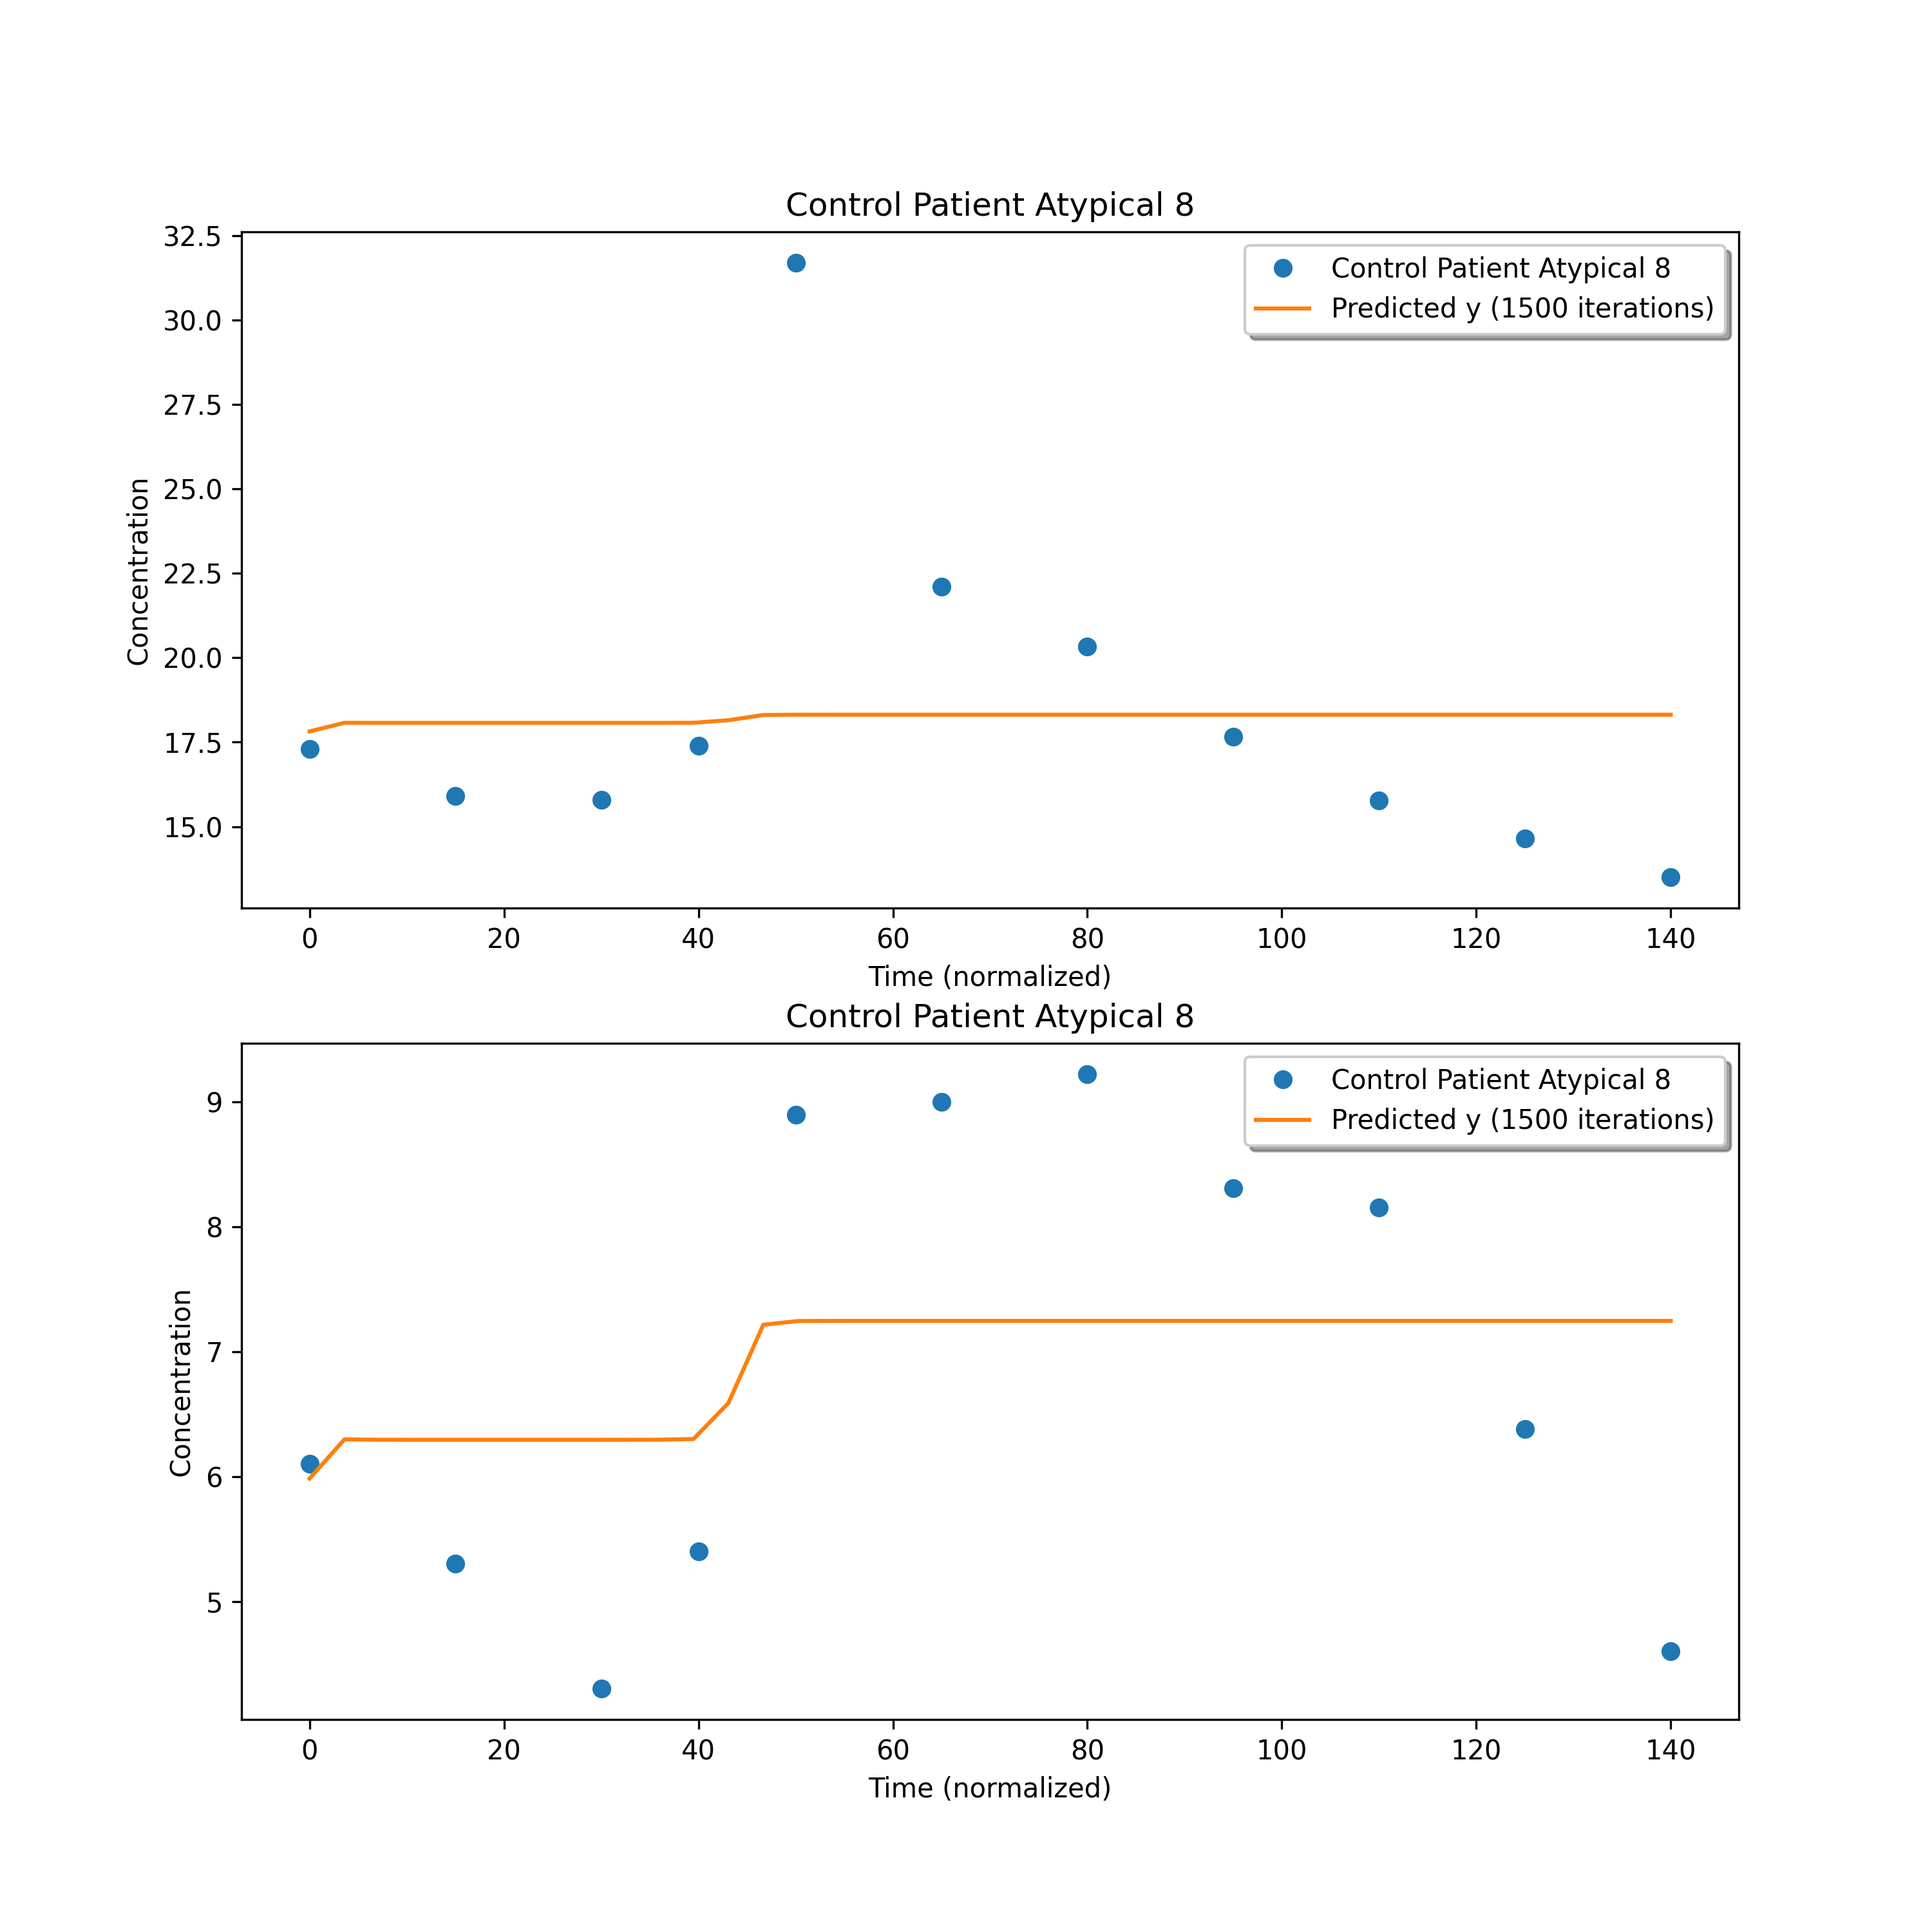 Control Patient Atypical 8
32.5
30.0
27.5
25.0
22.5
20.0
17.5
15.0
Concentration
Control Patient Atypical 8
Predicted y (1500 iterations)
0 20 40 60 80 100 120 140
Time (normalized)
Control Patient Atypical 8
9
8
7
6
5
Concentration
Control Patient Atypical 8
Predicted y (1500 iterations)
0 20 40 60 80 100 120 140
Time (normalized)